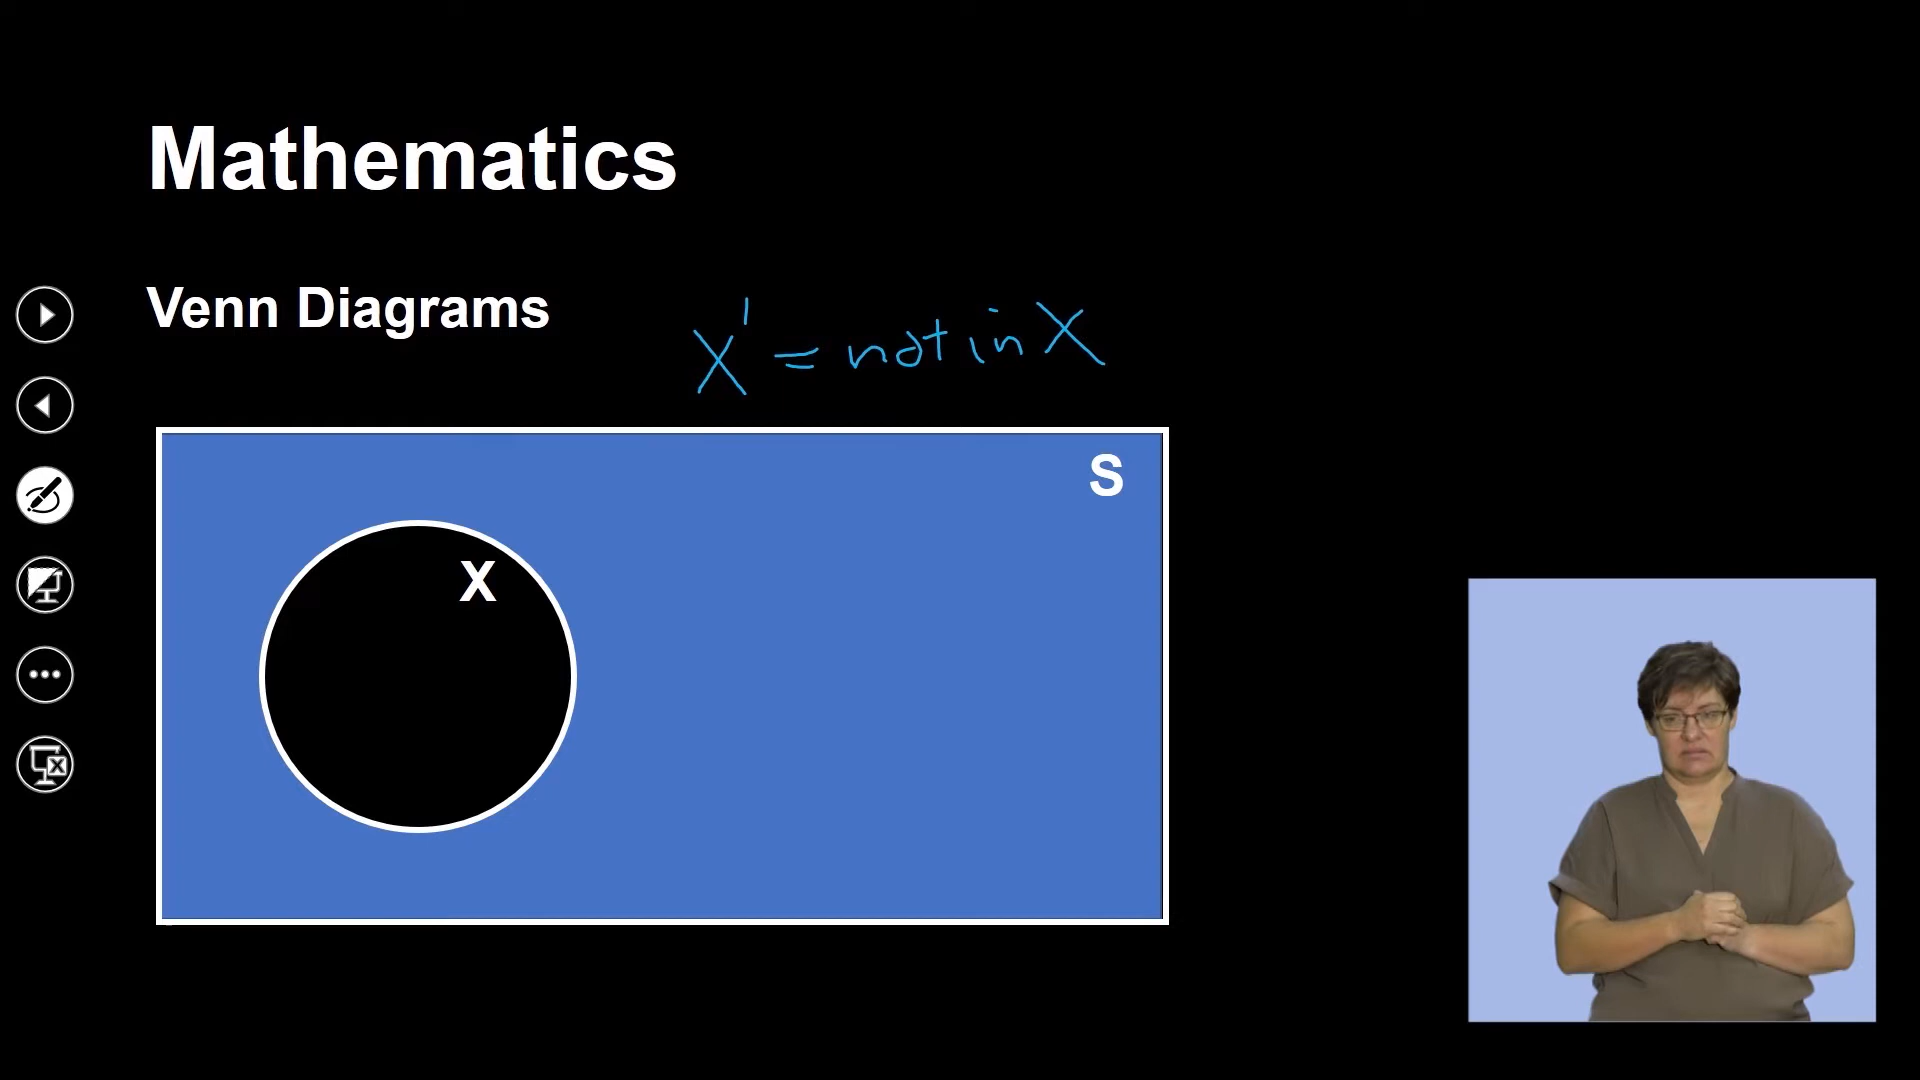 Mathematics
Venn Diagrams
X' = not in X
S
X